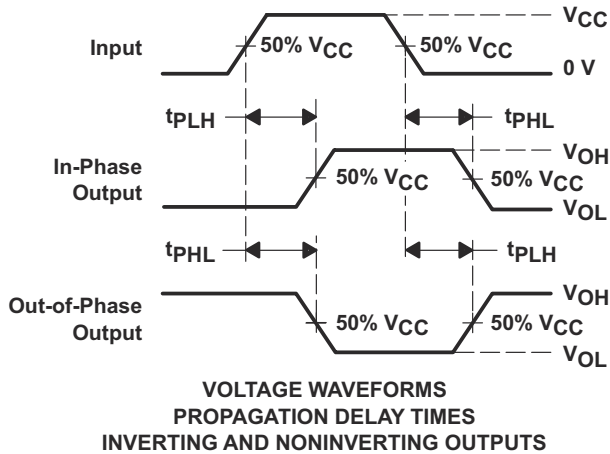 VCC
Input
50% VCC
50% VCC
0 V
tPLH
tPHL
In-Phase
Output
VOH
50% VCC
50% VCC
VOL
tPHL
tPLH
Out-of-Phase
Output
VOH
50% VCC
50% VCC
VOL
VOLTAGE WAVEFORMS
PROPAGATION DELAY TIMES
INVERTING AND NONINVERTING OUTPUTS